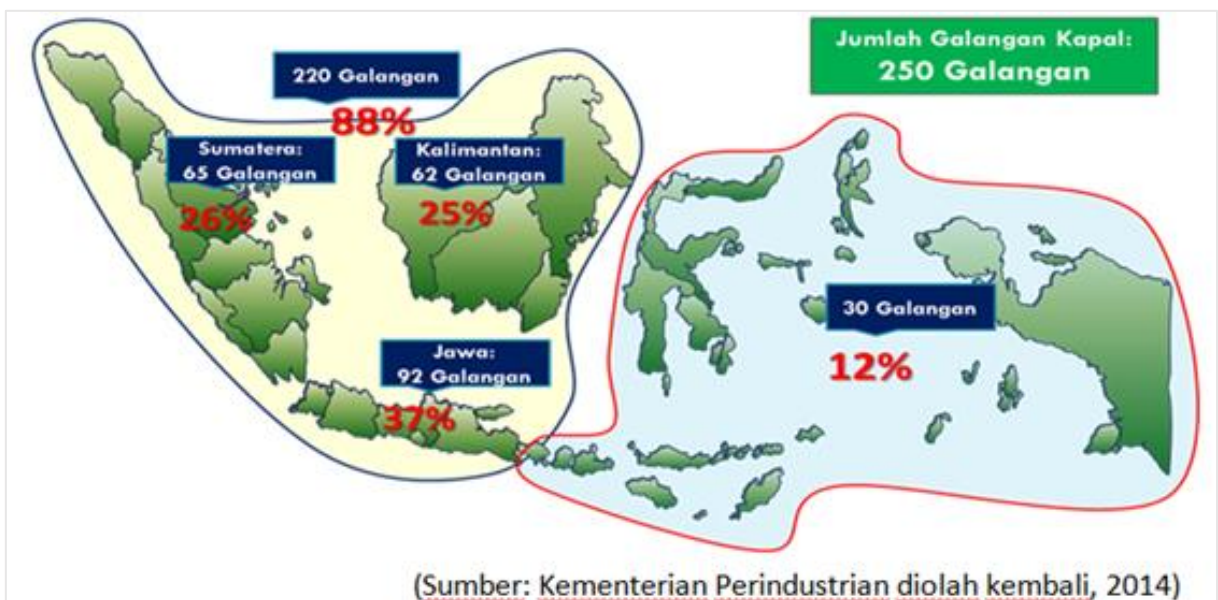 Jumlah Galangan Kapal:
250 Galangan
220 Galangan
88%
Sumatera:
65 Galangan
26%
Kalimantan:
62 Galangan
25%
30 Galangan
12%
Jawa:
92 Galangan
37%
(Sumber: Kementerian Perindustrian diolah kembali, 2014)